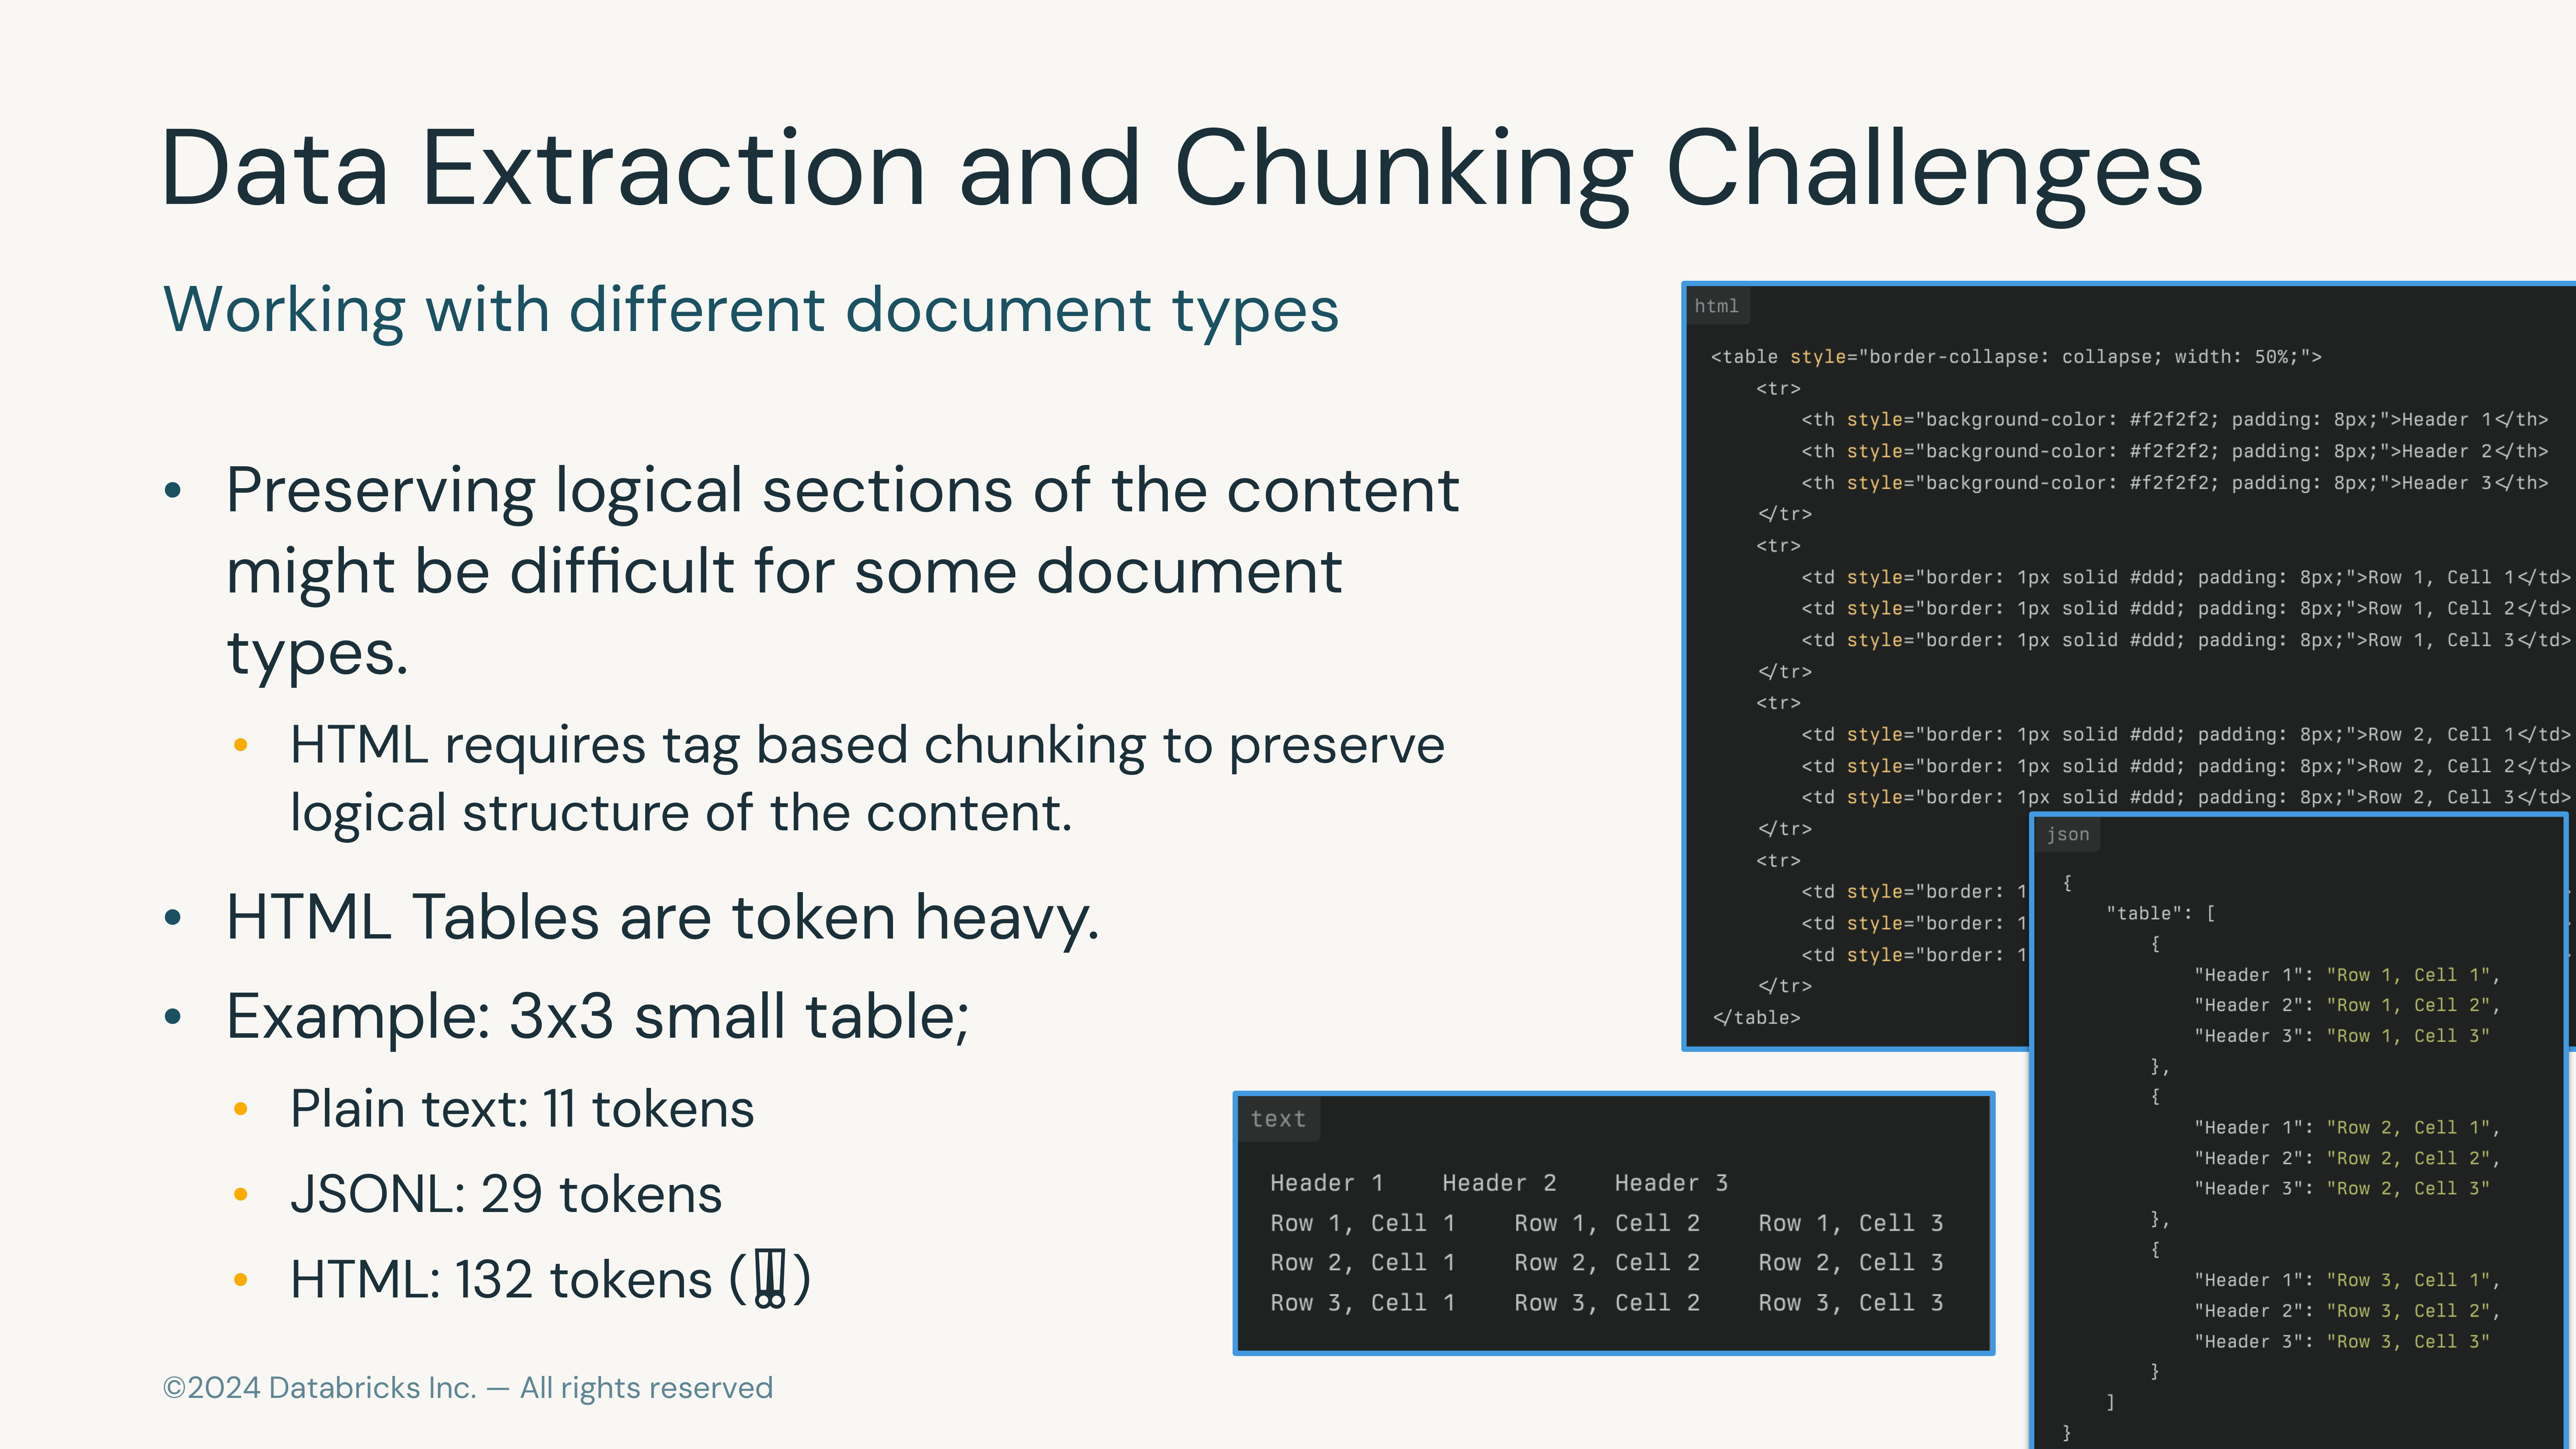 Data Extraction and Chunking Challenges
Working with different document types
• Preserving logical sections of the content
might be difficult for some document
types.
• HTML requires tag based chunking to preserve
logical structure of the content.
• HTML Tables are token heavy.
• Example: 3x3 small table;
• Plain text: 11 tokens
• JSONL: 29 tokens
• HTML: 132 tokens (‼)
html
<table style="border-collapse: collapse; width: 50%;">
<tr>
<th style="background-color: #f2f2f2; padding: 8px;">Header 1</th>
<th style="background-color: #f2f2f2; padding: 8px;">Header 2</th>
<th style="background-color: #f2f2f2; padding: 8px;">Header 3</th>
</tr>
<tr>
<td style="border: 1px solid #ddd; padding: 8px;">Row 1, Cell 1</td>
<td style="border: 1px solid #ddd; padding: 8px;">Row 1, Cell 2</td>
<td style="border: 1px solid #ddd; padding: 8px;">Row 1, Cell 3</td>
</tr>
<tr>
<td style="border: 1px solid #ddd; padding: 8px;">Row 2, Cell 1</td>
<td style="border: 1px solid #ddd; padding: 8px;">Row 2, Cell 2</td>
<td style="border: 1px solid #ddd; padding: 8px;">Row 2, Cell 3</td>
</tr>
<tr>
<td style="border: 1
<td style="border: 1
<td style="border: 1
</tr>
</table>
json
{
"table": [
{
"Header 1": "Row 1, Cell 1",
"Header 2": "Row 1, Cell 2",
"Header 3": "Row 1, Cell 3"
},
{
"Header 1": "Row 2, Cell 1",
"Header 2": "Row 2, Cell 2",
"Header 3": "Row 2, Cell 3"
},
{
"Header 1": "Row 3, Cell 1",
"Header 2": "Row 3, Cell 2",
"Header 3": "Row 3, Cell 3"
}
]
}
text
Header 1 Header 2 Header 3
Row 1, Cell 1 Row 1, Cell 2 Row 1, Cell 3
Row 2, Cell 1 Row 2, Cell 2 Row 2, Cell 3
Row 3, Cell 1 Row 3, Cell 2 Row 3, Cell 3
©2024 Databricks Inc. — All rights reserved